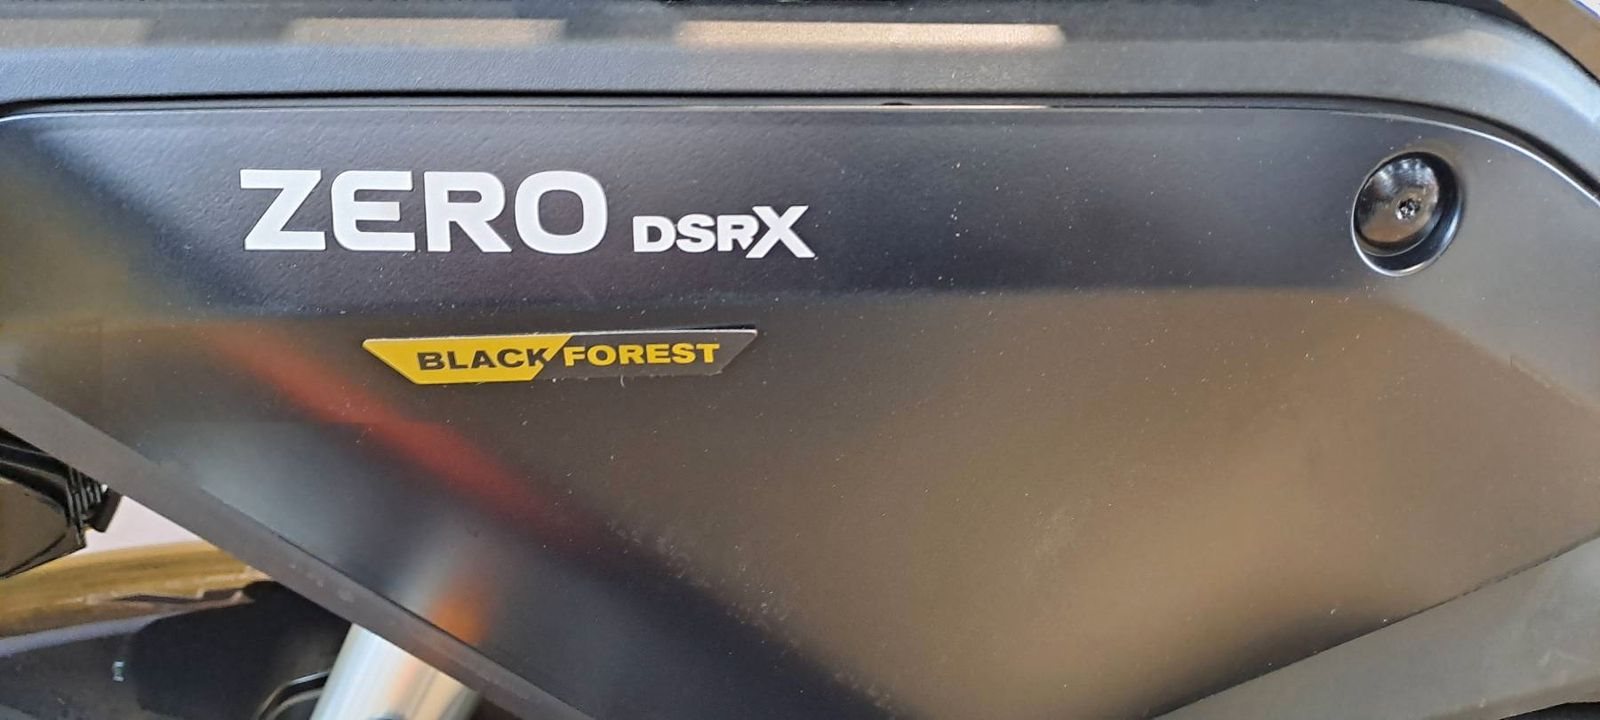 ZERO DSRX
BLACK FOREST